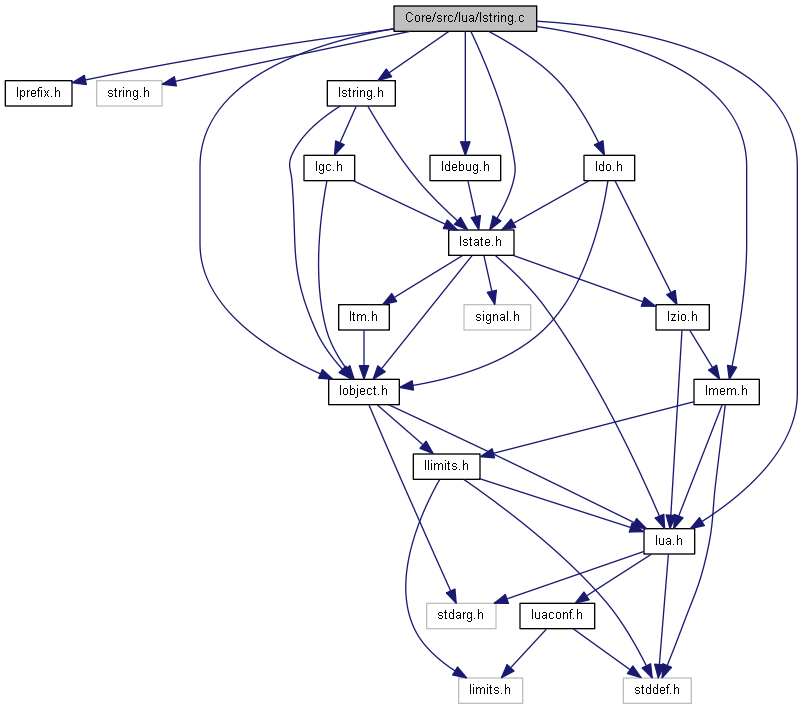 Core/src/lua/lstring.c
lprefix.h
string.h
lstring.h
lgc.h
ldebug.h
ldo.h
lstate.h
ltm.h
signal.h
lzio.h
lobject.h
lmem.h
llimits.h
lua.h
stdarg.h
luaconf.h
limits.h
stddef.h